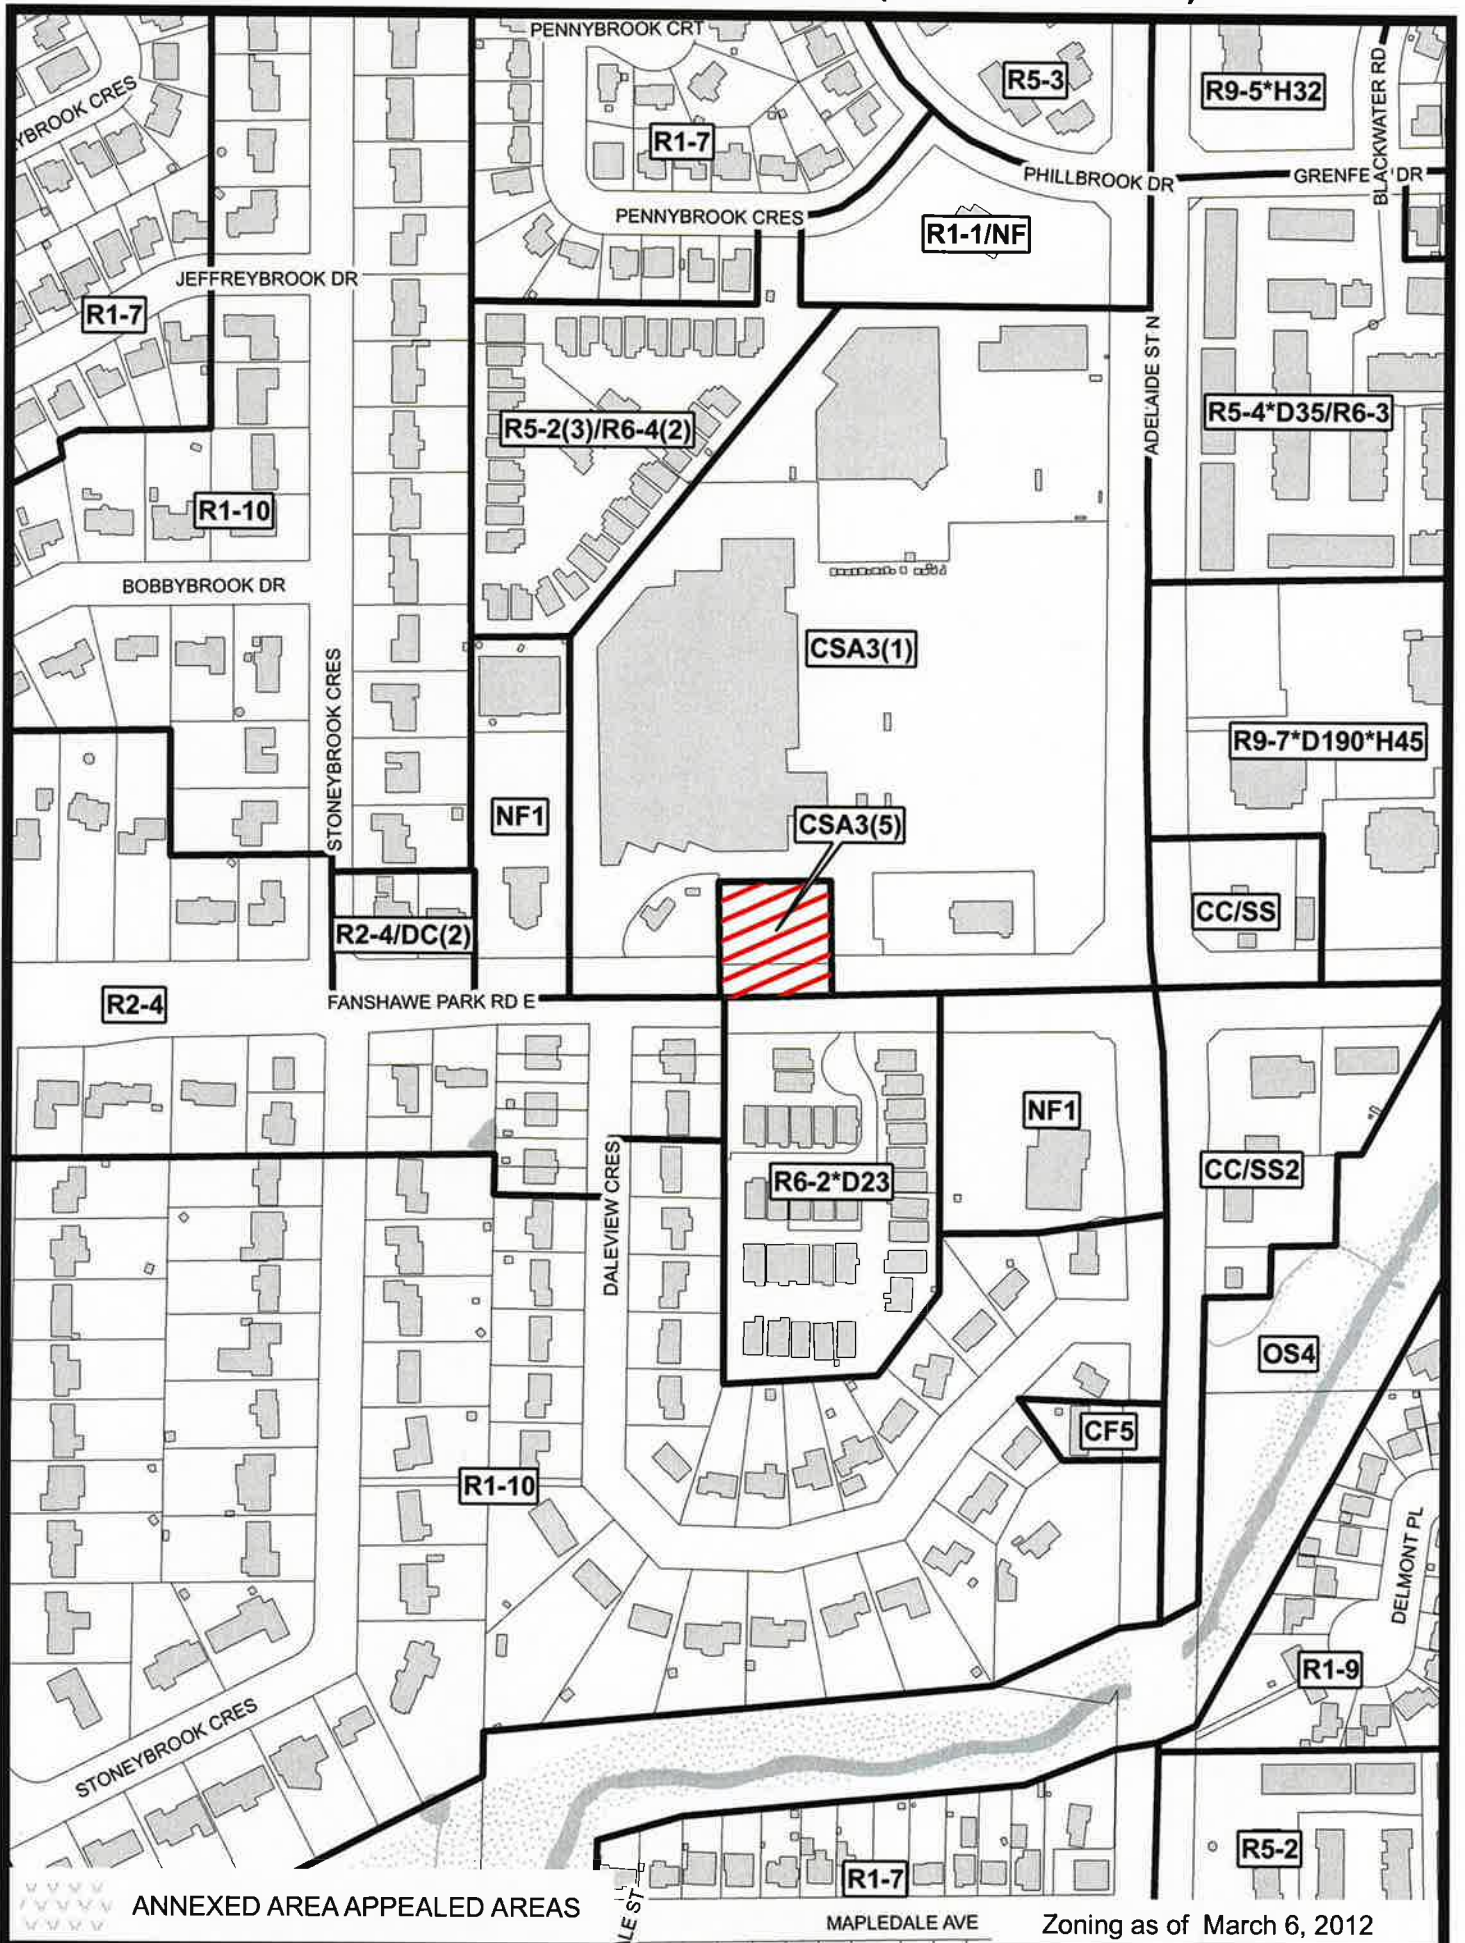 PENNYBROOK CRT
R5-3
R9-5*H32
BLACKWATER RD
YBROOK CRES
R1-7
PHILLBROOK DR
GRENFE
DR
PENNYBROOK CRES
R1-1/NF
JEFFREYBROOK DR
R1-7
ADELAIDE ST N
R5-2(3)/R6-4(2)
R5-4*D35/R6-3
R1-10
BOBBYBROOK DR
CSA3(1)
STONEYBROOK CRES
R9-7*D190*H45
NF1
CSA3(5)
CC/SS
R2-4/DC(2)
R2-4
FANSHAWE PARK RD E
NF1
R6-2*D23
CC/SS2
DALEVIEW CRES
OS4
CF5
R1-10
DELMONT PL
R1-9
STONEYBROOK CRES
R5-2
R1-7
ANNEXED AREA APPEALED AREAS
ALE ST
MAPLEDALE AVE
Zoning as of March 6, 2012